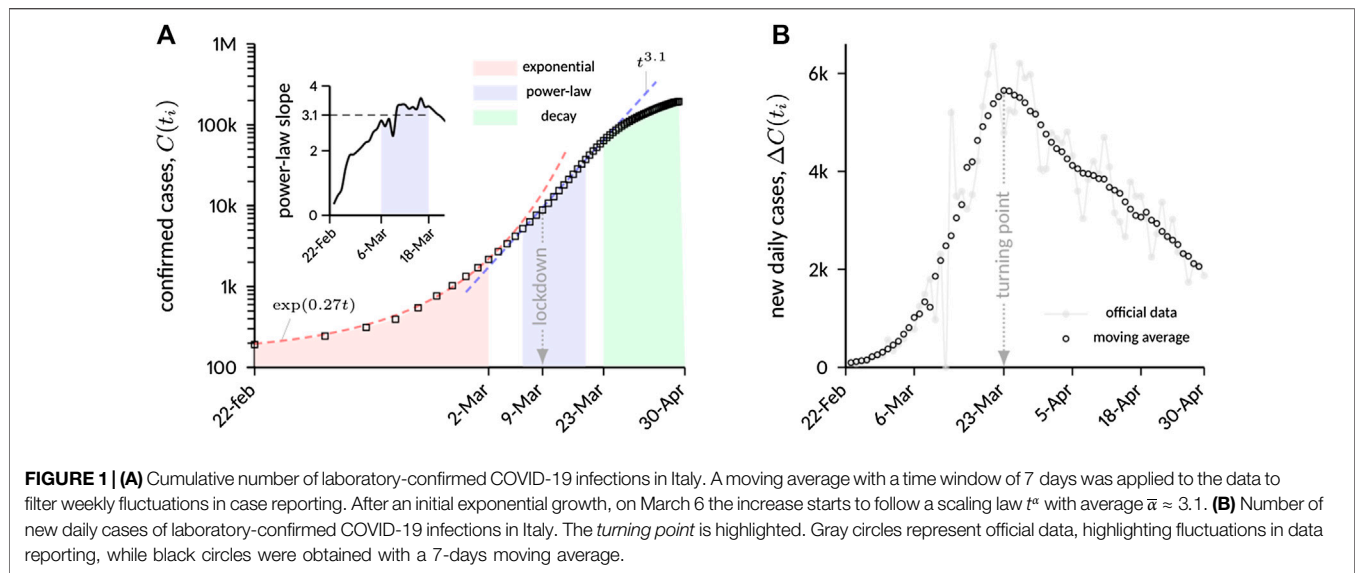 A
1M
100k
10k
1k
100
confirmed cases, C(t_i)
4
3.1
2
0
power-law slope
22-Feb
6-Mar
18-Mar
exponential
power-law
decay
t^{3.1}
exp(0.27t)
lockdown
22-feb
2-Mar
9-Mar
23-Mar
30-Apr
B
6k
4k
2k
0
new daily cases, ΔC(t_i)
turning point
official data
moving average
22-Feb
6-Mar
23-Mar
5-Apr
18-Apr
30-Apr
FIGURE 1 | (A) Cumulative number of laboratory-confirmed COVID-19 infections in Italy. A moving average with a time window of 7 days was applied to the data to
filter weekly fluctuations in case reporting. After an initial exponential growth, on March 6 the increase starts to follow a scaling law t^α with average α̅ ≈ 3.1. (B) Number of
new daily cases of laboratory-confirmed COVID-19 infections in Italy. The turning point is highlighted. Gray circles represent official data, highlighting fluctuations in data
reporting, while black circles were obtained with a 7-days moving average.